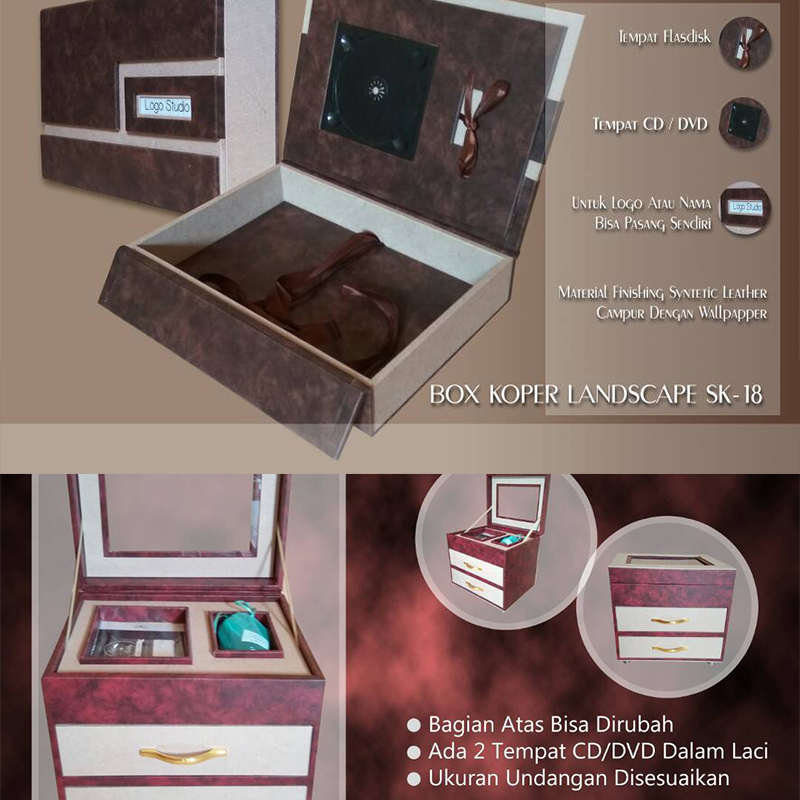 Logo Studio
Tempat Flasdisk
Tempat CD / DVD
Untuk Logo Atau Nama
Bisa Pasang Sendiri
Logo Studio
Material Finishing Syntetic Leather
Campur Dengan Wallpapper
BOX KOPER LANDSCAPE SK-18
Bagian Atas Bisa Dirubah
Ada 2 Tempat CD/DVD Dalam Laci
Ukuran Undangan Disesuaikan